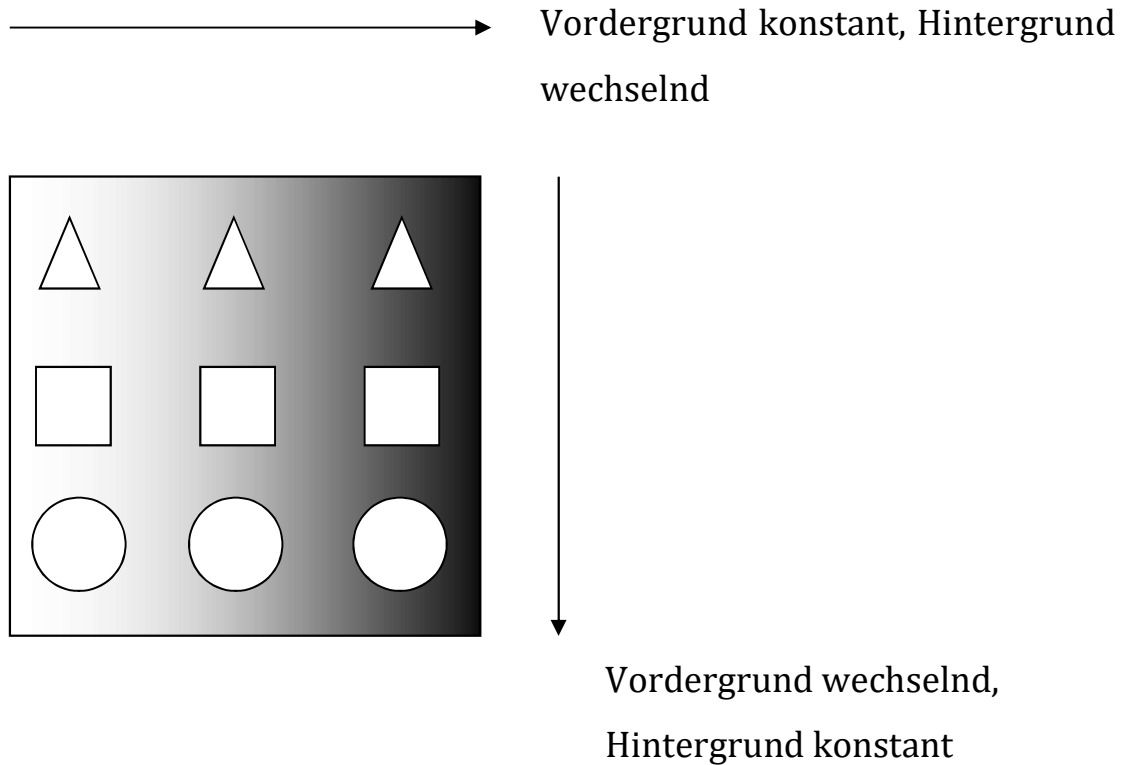 Vordergrund konstant, Hintergrund
wechselnd
Vordergrund wechselnd,
Hintergrund konstant